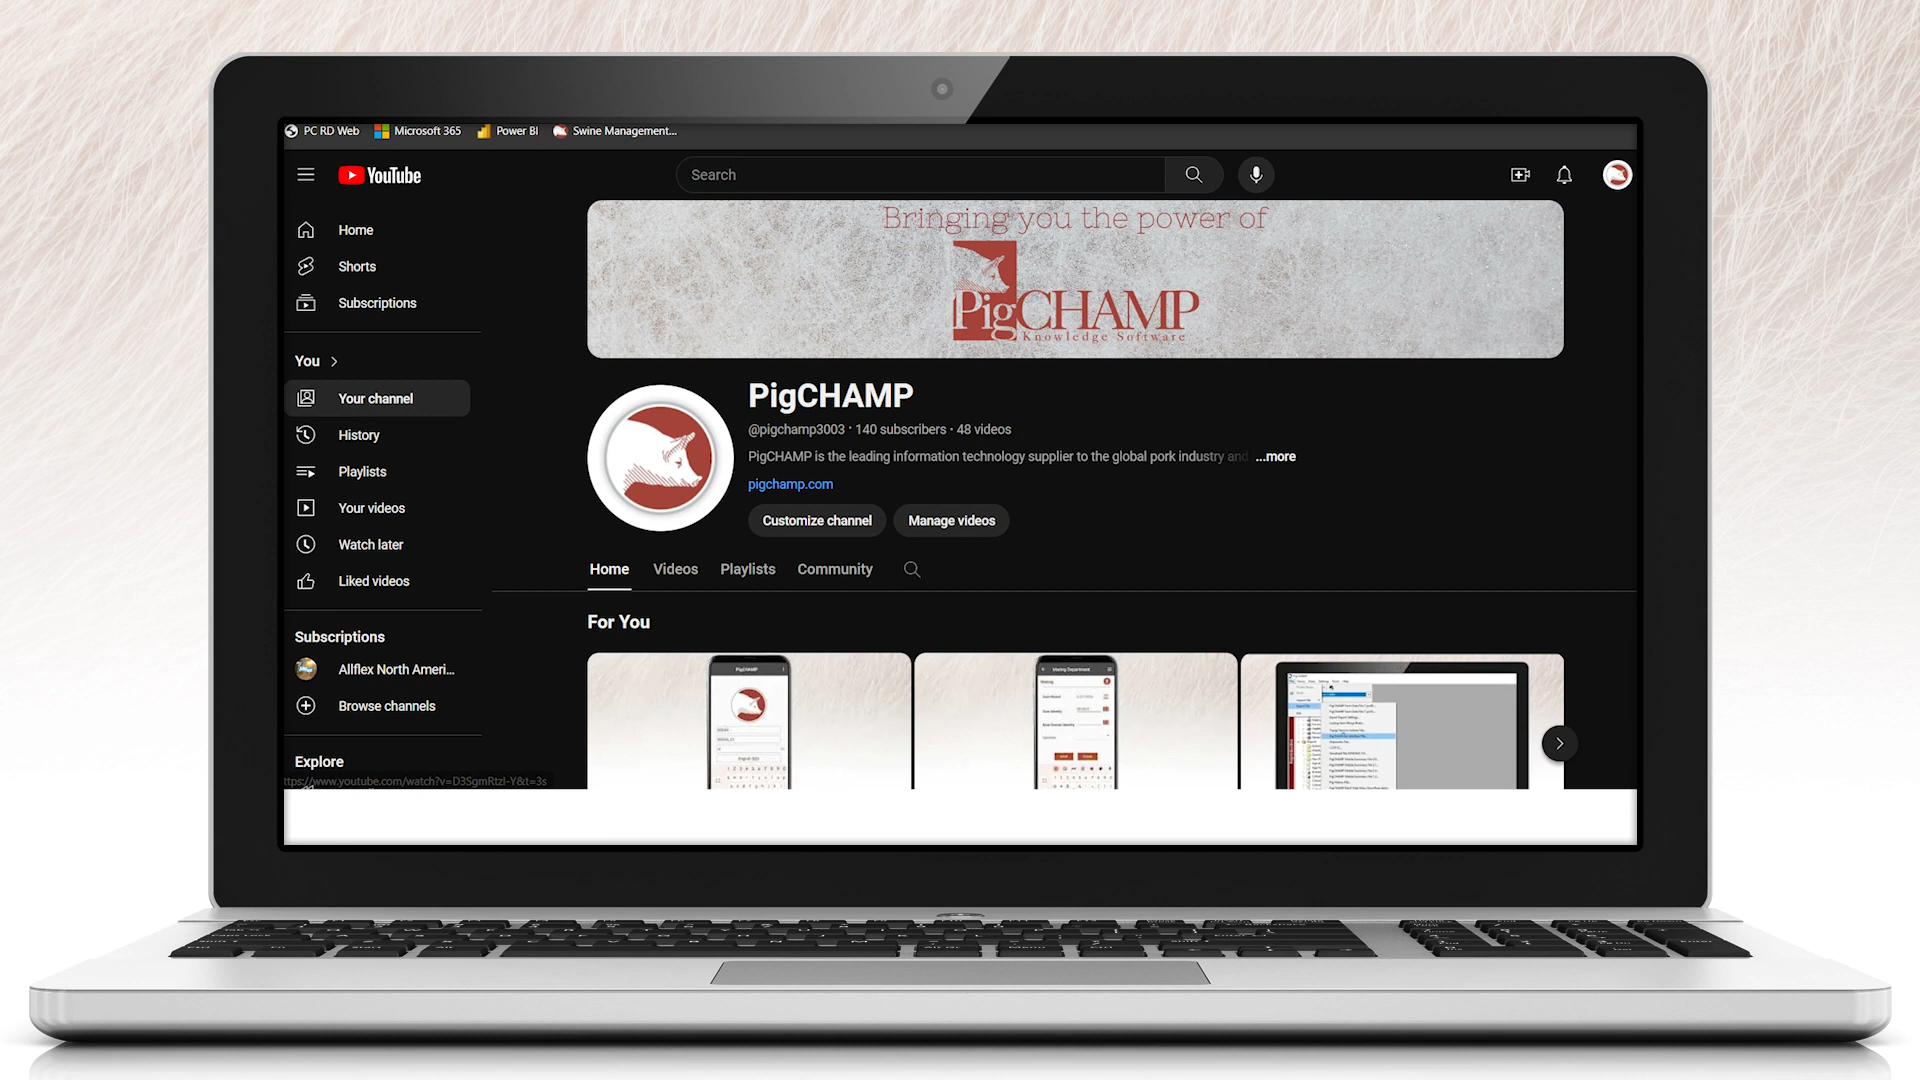 PC RD Web Microsoft 365 Power BI Swine Management...
YouTube
Search
Home
Shorts
Subscriptions
You
Your channel
History
Playlists
Your videos
Watch later
Liked videos
Subscriptions
Allflex North Ameri...
Browse channels
Explore
ttps://www.youtube.com/watch?v=D3SgmRtzI-Y&t=3s
Bringing you the power of
PigCHAMP
Knowledge Software
PigCHAMP
@pigchamp3003 · 140 subscribers · 48 videos
PigCHAMP is the leading information technology supplier to the global pork industry and ...more
pigchamp.com
Customize channel Manage videos
Home Videos Playlists Community
For You
PigCHAMP
Mating Department